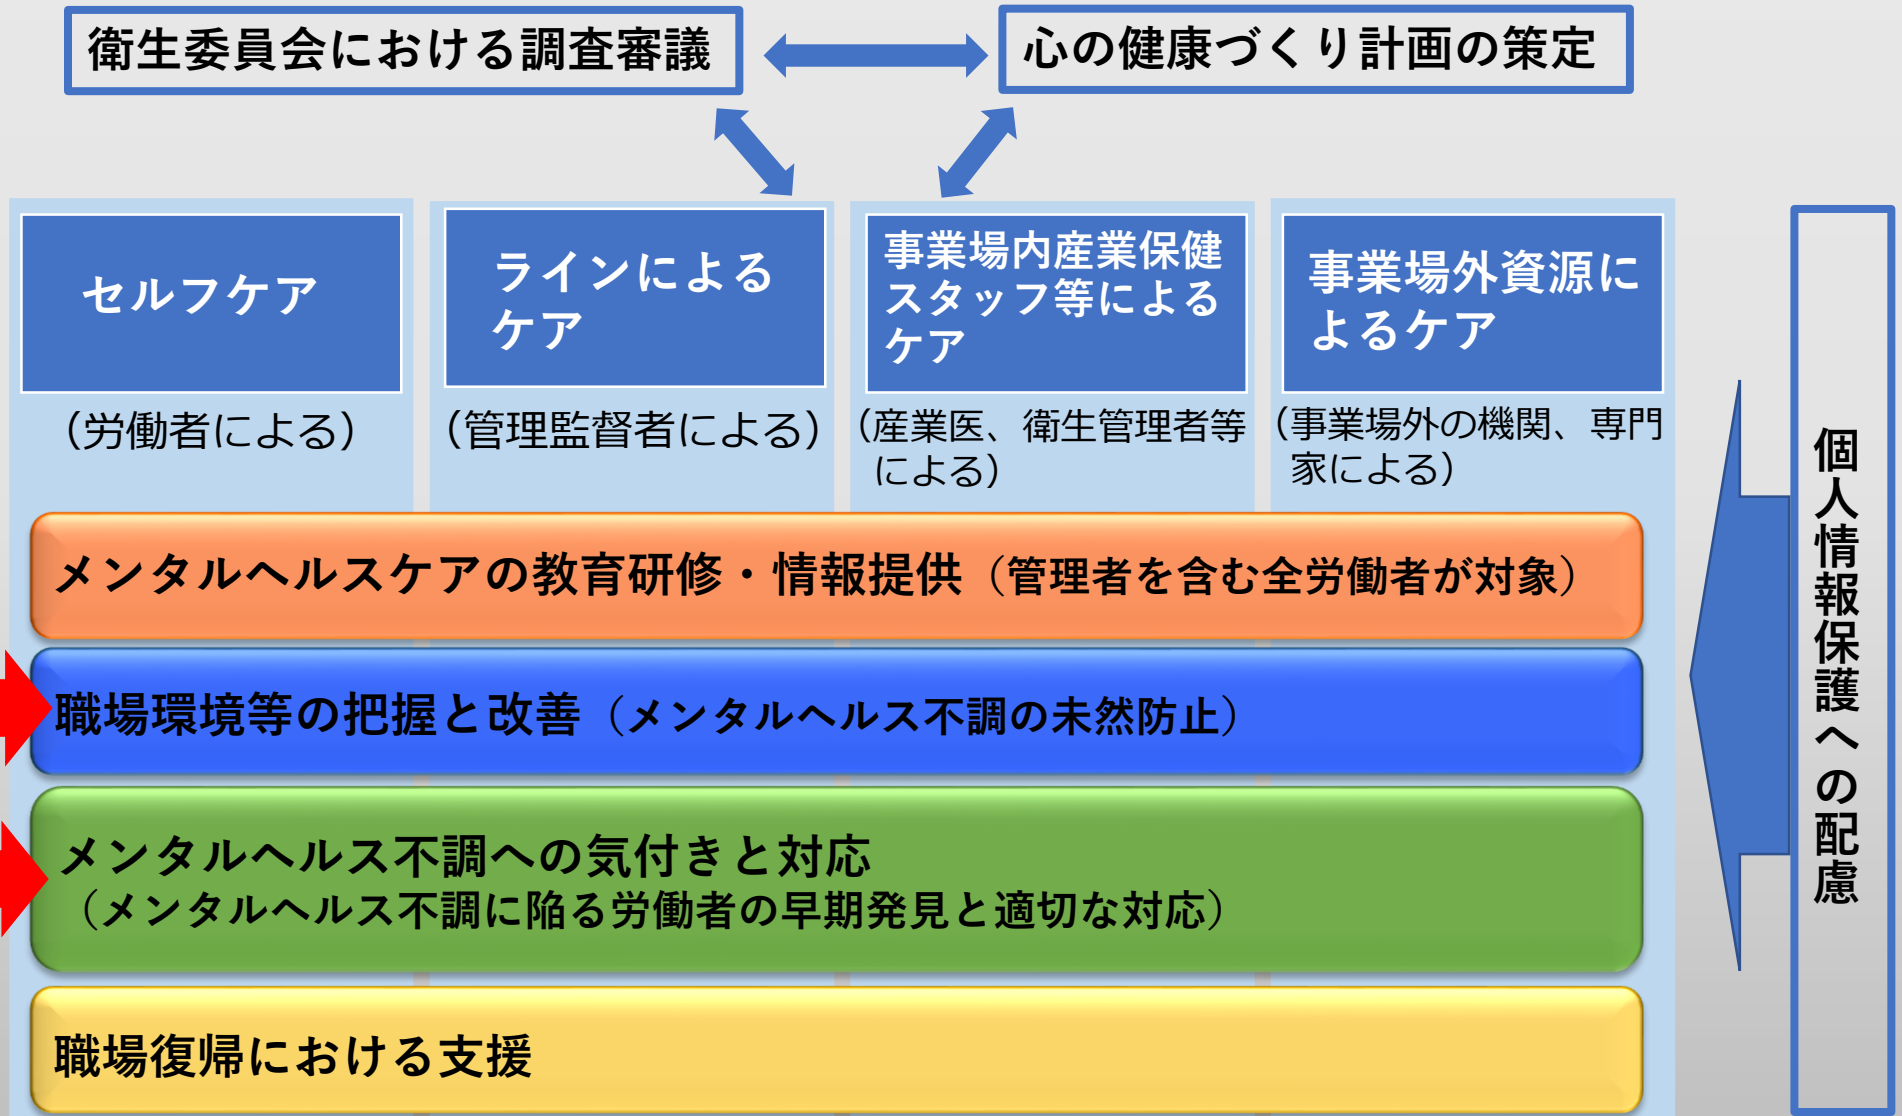 衛生委員会における調査審議
心の健康づくり計画の策定
セルフケア
ラインによる
ケア
事業場内産業保健
スタッフ等による
ケア
事業場外資源に
よるケア
（労働者による）
（管理監督者による）
（産業医、衛生管理者等
による）
（事業場外の機関、専門
家による）
メンタルヘルスケアの教育研修・情報提供（管理者を含む全労働者が対象）
職場環境等の把握と改善（メンタルヘルス不調の未然防止）
メンタルヘルス不調への気付きと対応
（メンタルヘルス不調に陥る労働者の早期発見と適切な対応）
職場復帰における支援
個人情報保護への配慮